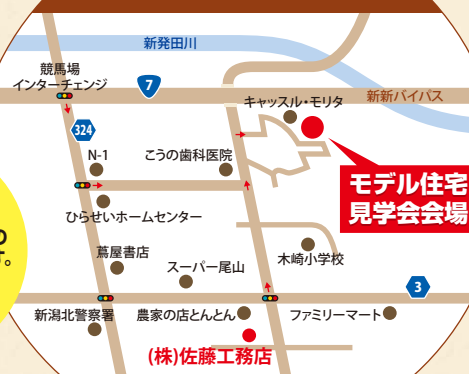 新発田川
競馬場
インターチェンジ
7
新新バイパス
キャッスル・モリタ
324
N-1
こうの歯科医院
モデル住宅
見学会会場
ひらせいホームセンター
の
す。
蔦屋書店
木崎小学校
スーパー尾山
3
新潟北警察署
農家の店とんとん
ファミリーマート
(株)佐藤工務店